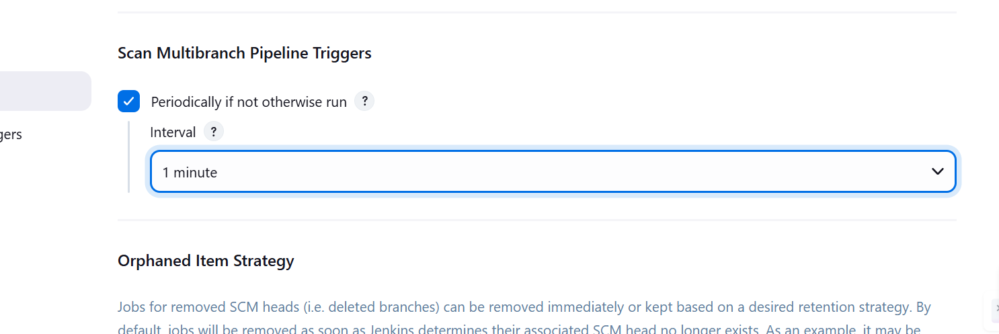 Scan Multibranch Pipeline Triggers
Periodically if not otherwise run ?
gers
Interval ?
1 minute
Orphaned Item Strategy
Jobs for removed SCM heads (i.e. deleted branches) can be removed immediately or kept based on a desired retention strategy. By
default, jobs will be removed as soon as Jenkins determines their associated SCM head no longer exists. As an example, it may be